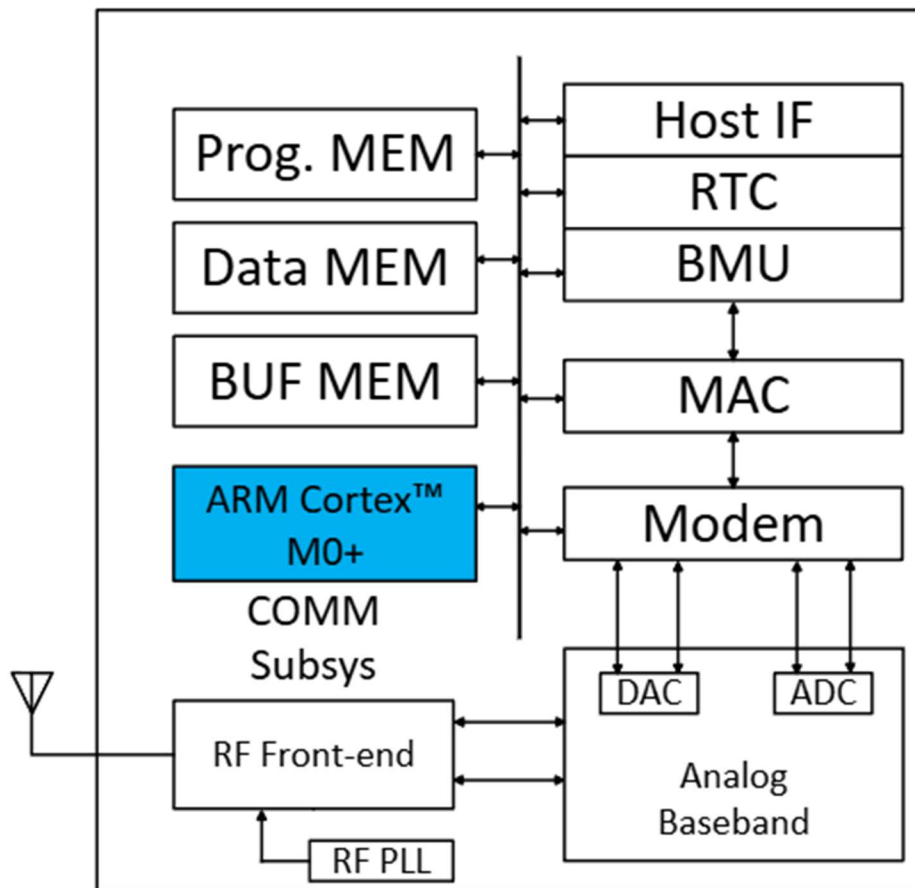 Prog. MEM
Data MEM
BUF MEM
ARM Cortex™
M0+
COMM
Subsys
RF Front-end
RF PLL
Host IF
RTC
BMU
MAC
Modem
DAC
ADC
Analog
Baseband